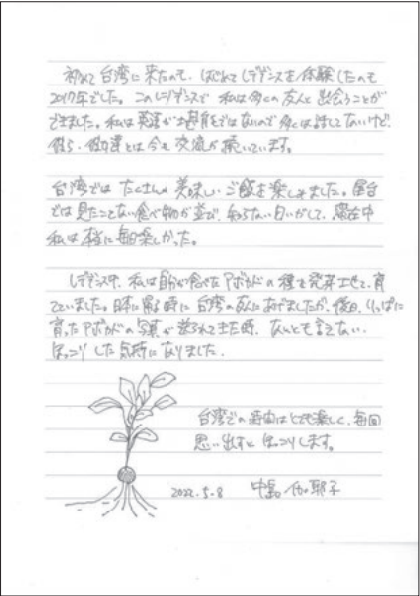 初めて台湾に来たのも、はじめてレジデンスを体験したのも
2017年でした。このレジデンスで私は多くの友人と出会うことが
できました。私は英語が堪能ではないので多くは話してないけど、
彼ら・彼女達とは今も交流が続いています。
台湾ではたくさんの美味しいご飯を楽しみました。屋台
では見たことない食べ物が並び、知らない匂いがして、滞在中
私は本当に毎日楽しかった。
レジデンス中、私は自分が食べたアボカドの種を発芽させて、育
てていました。日本に帰る時に台湾の友人にあげましたが、後日、りっぱに
育ったアボカドの写真が送られてきた時、なんとも言えない
ほっこりした気持になりました。
台湾での経由はとても楽しく、毎回
思い出すとほっこりします。
2022.5.8 中島 伽耶子